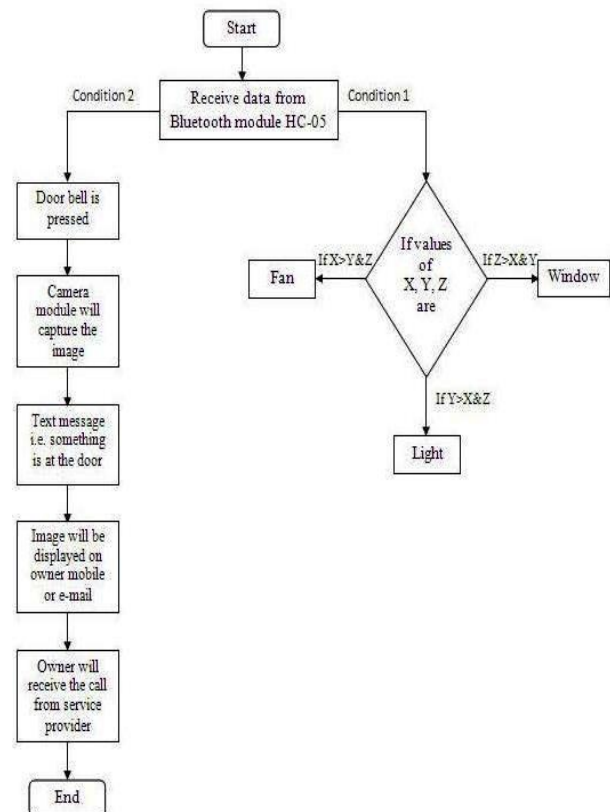 Start
Condition 2
Receive data from
Bluetooth module HC-05
Condition 1
Door bell is
pressed
Camera
module will
capture the
image
Text message
i.e. something
is at the door
Image will be
displayed on
owner mobile
or e-mail
Owner will
receive the call
from service
provider
End
If values
of
X, Y, Z
are
If X>Y&Z
Fan
If Z>X&Y
Window
If Y>X&Z
Light